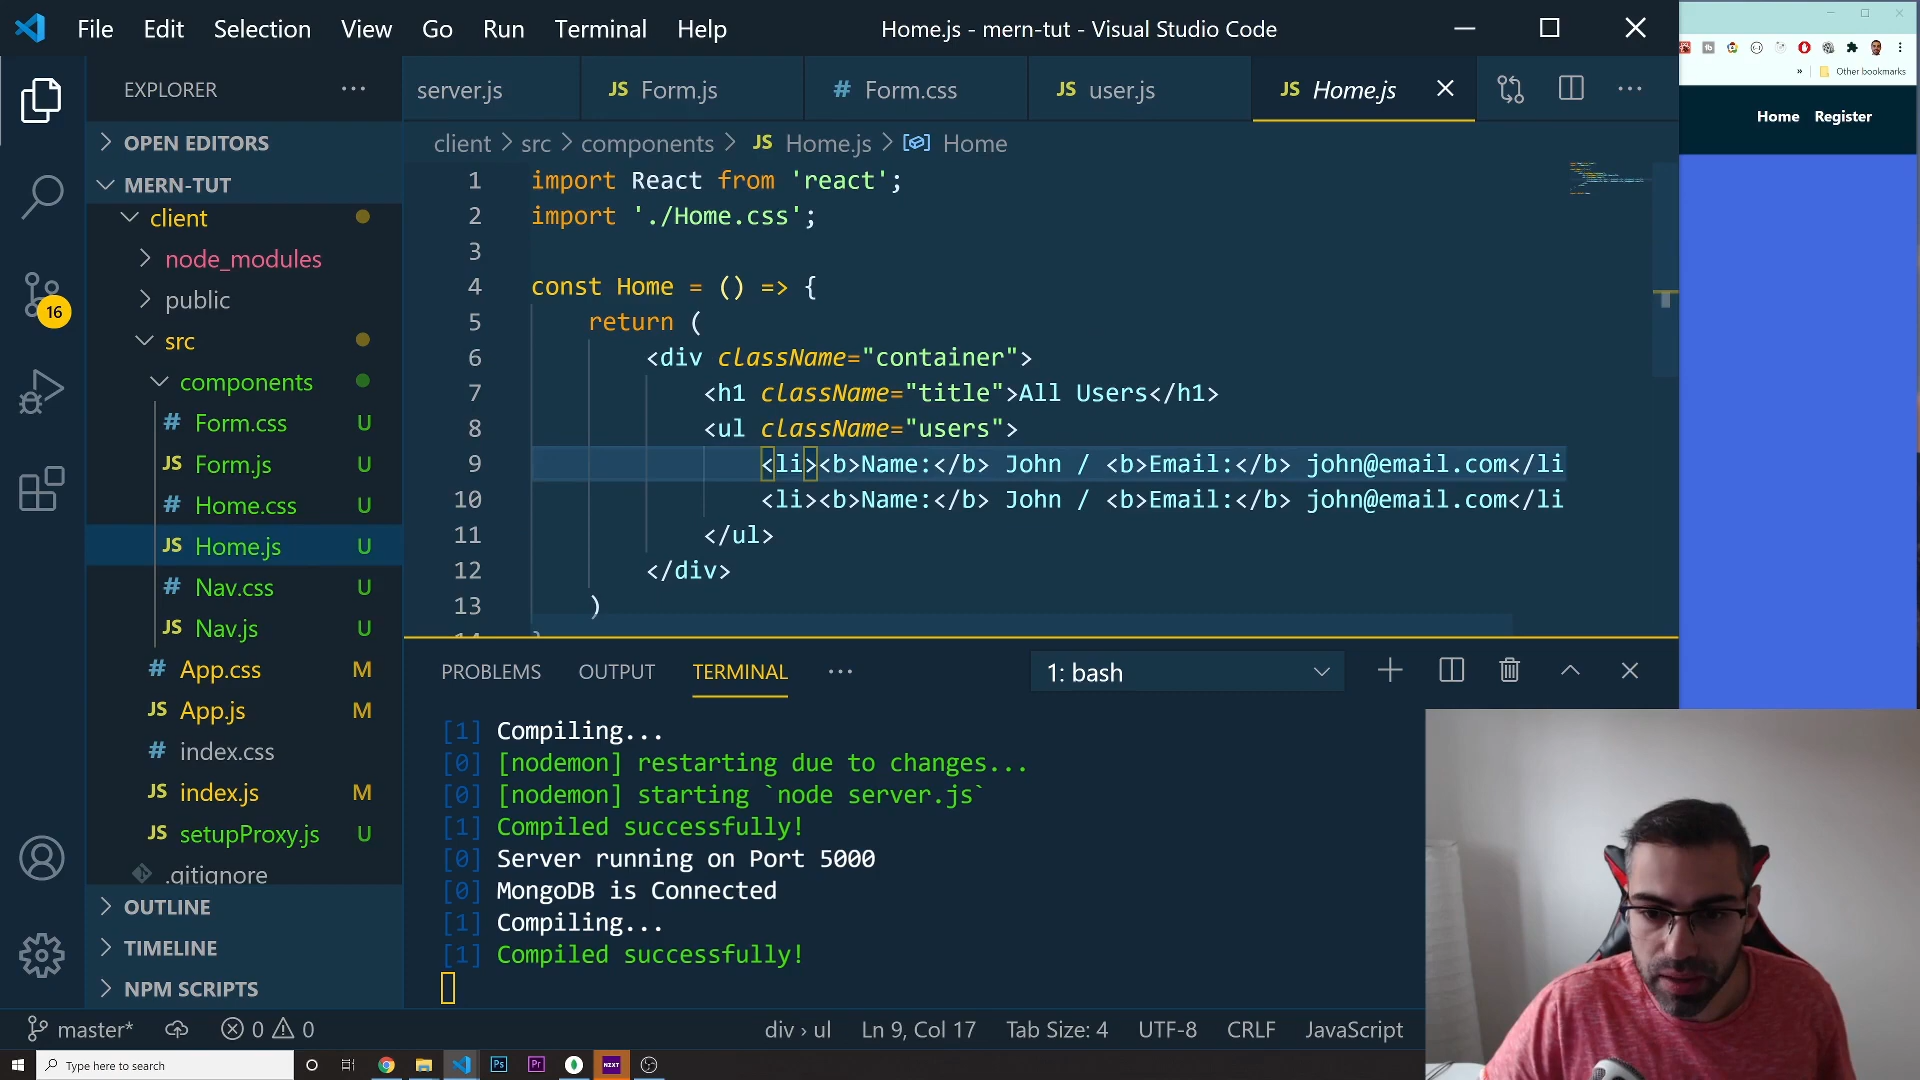 File Edit Selection View Go Run Terminal Help
Home.js - mern-tut - Visual Studio Code
Other bookmarks
Home Register
EXPLORER
OPEN EDITORS
MERN-TUT
client
node_modules
public
src
components
Form.css U
Form.js U
Home.css U
Home.js U
Nav.css U
Nav.js U
App.css M
App.js M
index.css
index.js M
setupProxy.js U
.gitignore
OUTLINE
TIMELINE
NPM SCRIPTS
16
server.js JS Form.js # Form.css JS user.js JS Home.js
client > src > components > JS Home.js > Home
1 import React from 'react';
2 import './Home.css';
3
4 const Home = () => {
5 return (
6 <div className="container">
7 <h1 className="title">All Users</h1>
8 <ul className="users">
9 <li><b>Name:</b> John / <b>Email:</b> john@email.com</li
10 <li><b>Name:</b> John / <b>Email:</b> john@email.com</li
11 </ul>
12 </div>
13 )
PROBLEMS OUTPUT TERMINAL 1: bash
[1] Compiling...
[0] [nodemon] restarting due to changes...
[0] [nodemon] starting `node server.js`
[1] Compiled successfully!
[0] Server running on Port 5000
[0] MongoDB is Connected
[1] Compiling...
[1] Compiled successfully!
master* 0 0 div › ul Ln 9, Col 17 Tab Size: 4 UTF-8 CRLF JavaScript
Type here to search
Ps Pr NZXT